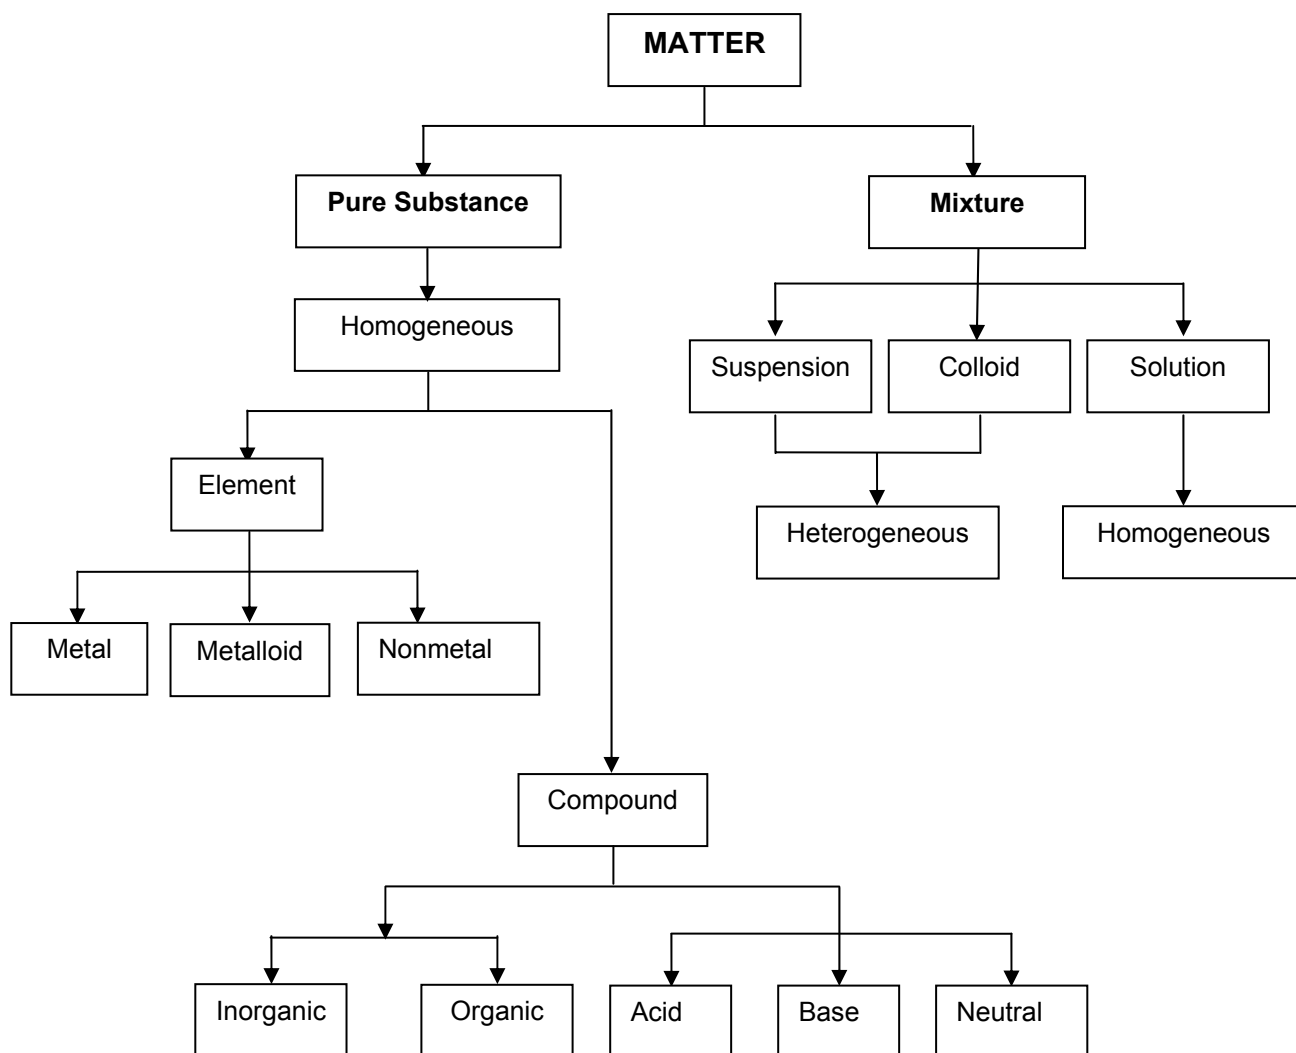 MATTER
Pure Substance
Mixture
Homogeneous
Suspension
Colloid
Solution
Element
Heterogeneous
Homogeneous
Metal
Metalloid
Nonmetal
Compound
Inorganic
Organic
Acid
Base
Neutral